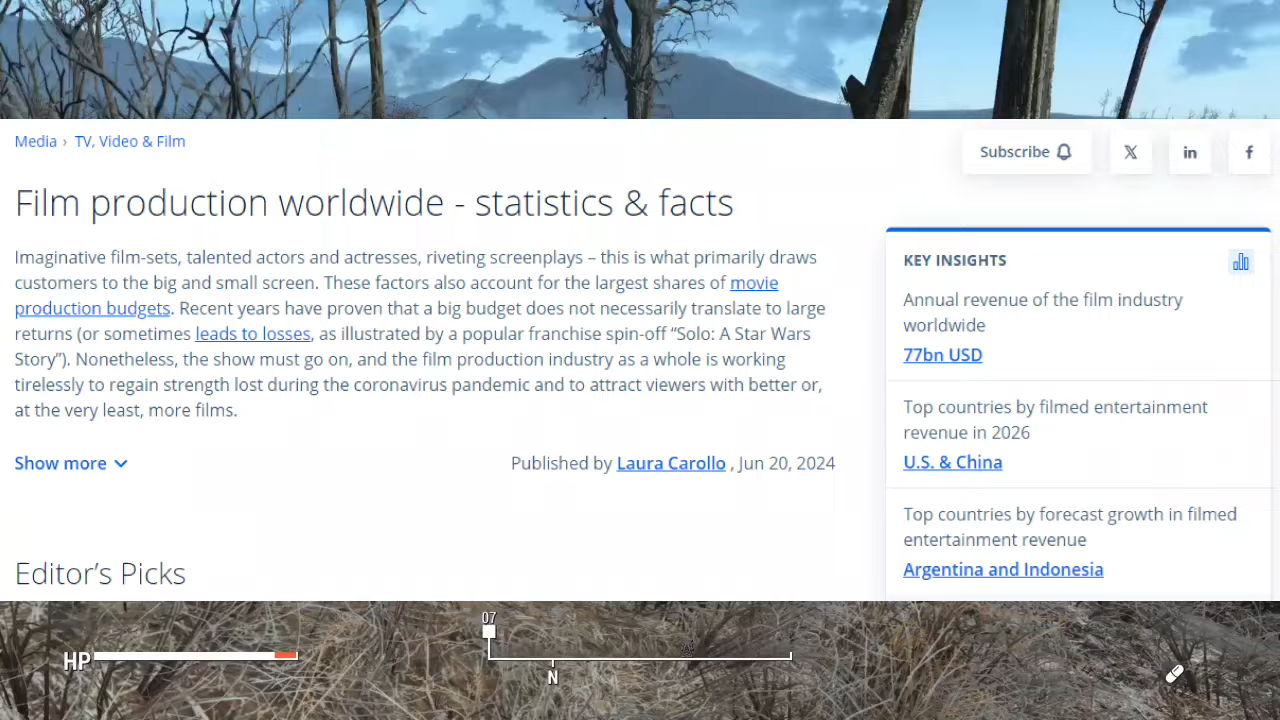 Media › TV, Video & Film
Subscribe
Film production worldwide - statistics & facts
Imaginative film-sets, talented actors and actresses, riveting screenplays – this is what primarily draws
customers to the big and small screen. These factors also account for the largest shares of movie
production budgets. Recent years have proven that a big budget does not necessarily translate to large
returns (or sometimes leads to losses, as illustrated by a popular franchise spin-off “Solo: A Star Wars
Story”). Nonetheless, the show must go on, and the film production industry as a whole is working
tirelessly to regain strength lost during the coronavirus pandemic and to attract viewers with better or,
at the very least, more films.
Show more
Published by Laura Carollo , Jun 20, 2024
Editor’s Picks
KEY INSIGHTS
Annual revenue of the film industry
worldwide
77bn USD
Top countries by filmed entertainment
revenue in 2026
U.S. & China
Top countries by forecast growth in filmed
entertainment revenue
Argentina and Indonesia
07
HP
N